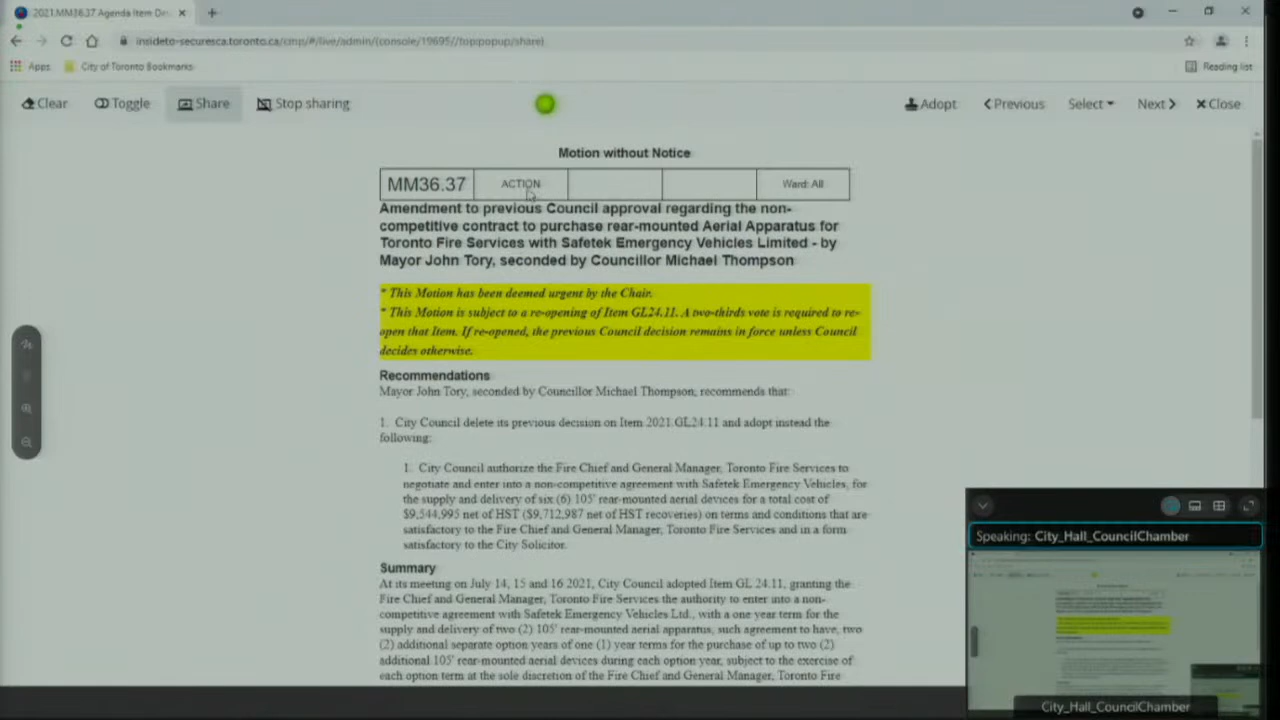 2021.MM36.37 Agenda Item De
insideto-securesca.toronto.ca/cmp/#/live/admin/(console/19695//top:popup/share)
Apps City of Toronto Bookmarks Reading list
Clear Toggle Share Stop sharing Adopt Previous Select Next Close
Motion without Notice
MM36.37 ACTION Ward: All
Amendment to previous Council approval regarding the non-
competitive contract to purchase rear-mounted Aerial Apparatus for
Toronto Fire Services with Safetek Emergency Vehicles Limited - by
Mayor John Tory, seconded by Councillor Michael Thompson
* This Motion has been deemed urgent by the Chair.
* This Motion is subject to a re-opening of Item GL24.11. A two-thirds vote is required to re-
open that Item. If re-opened, the previous Council decision remains in force unless Council
decides otherwise.
Recommendations
Mayor John Tory, seconded by Councillor Michael Thompson, recommends that:
1. City Council delete its previous decision on Item 2021.GL24.11 and adopt instead the
following:
1. City Council authorize the Fire Chief and General Manager, Toronto Fire Services to
negotiate and enter into a non-competitive agreement with Safetek Emergency Vehicles, for
the supply and delivery of six (6) 105' rear-mounted aerial devices for a total cost of
$9,544,995 net of HST ($9,712,987 net of HST recoveries) on terms and conditions that are
satisfactory to the Fire Chief and General Manager, Toronto Fire Services and in a form
satisfactory to the City Solicitor.
Summary
At its meeting on July 14, 15 and 16 2021, City Council adopted Item GL 24.11, granting the
Fire Chief and General Manager, Toronto Fire Services the authority to enter into a non-
competitive agreement with Safetek Emergency Vehicles Ltd., with a one year term for the
supply and delivery of two (2) 105' rear-mounted aerial apparatus, such agreement to have, two
(2) additional separate option years of one (1) year terms for the purchase of up to two (2)
additional 105' rear-mounted aerial devices during each option year, subject to the exercise of
each option term at the sole discretion of the Fire Chief and General Manager, Toronto Fire
Speaking: City_Hall_CouncilChamber
City_Hall_CouncilChamber